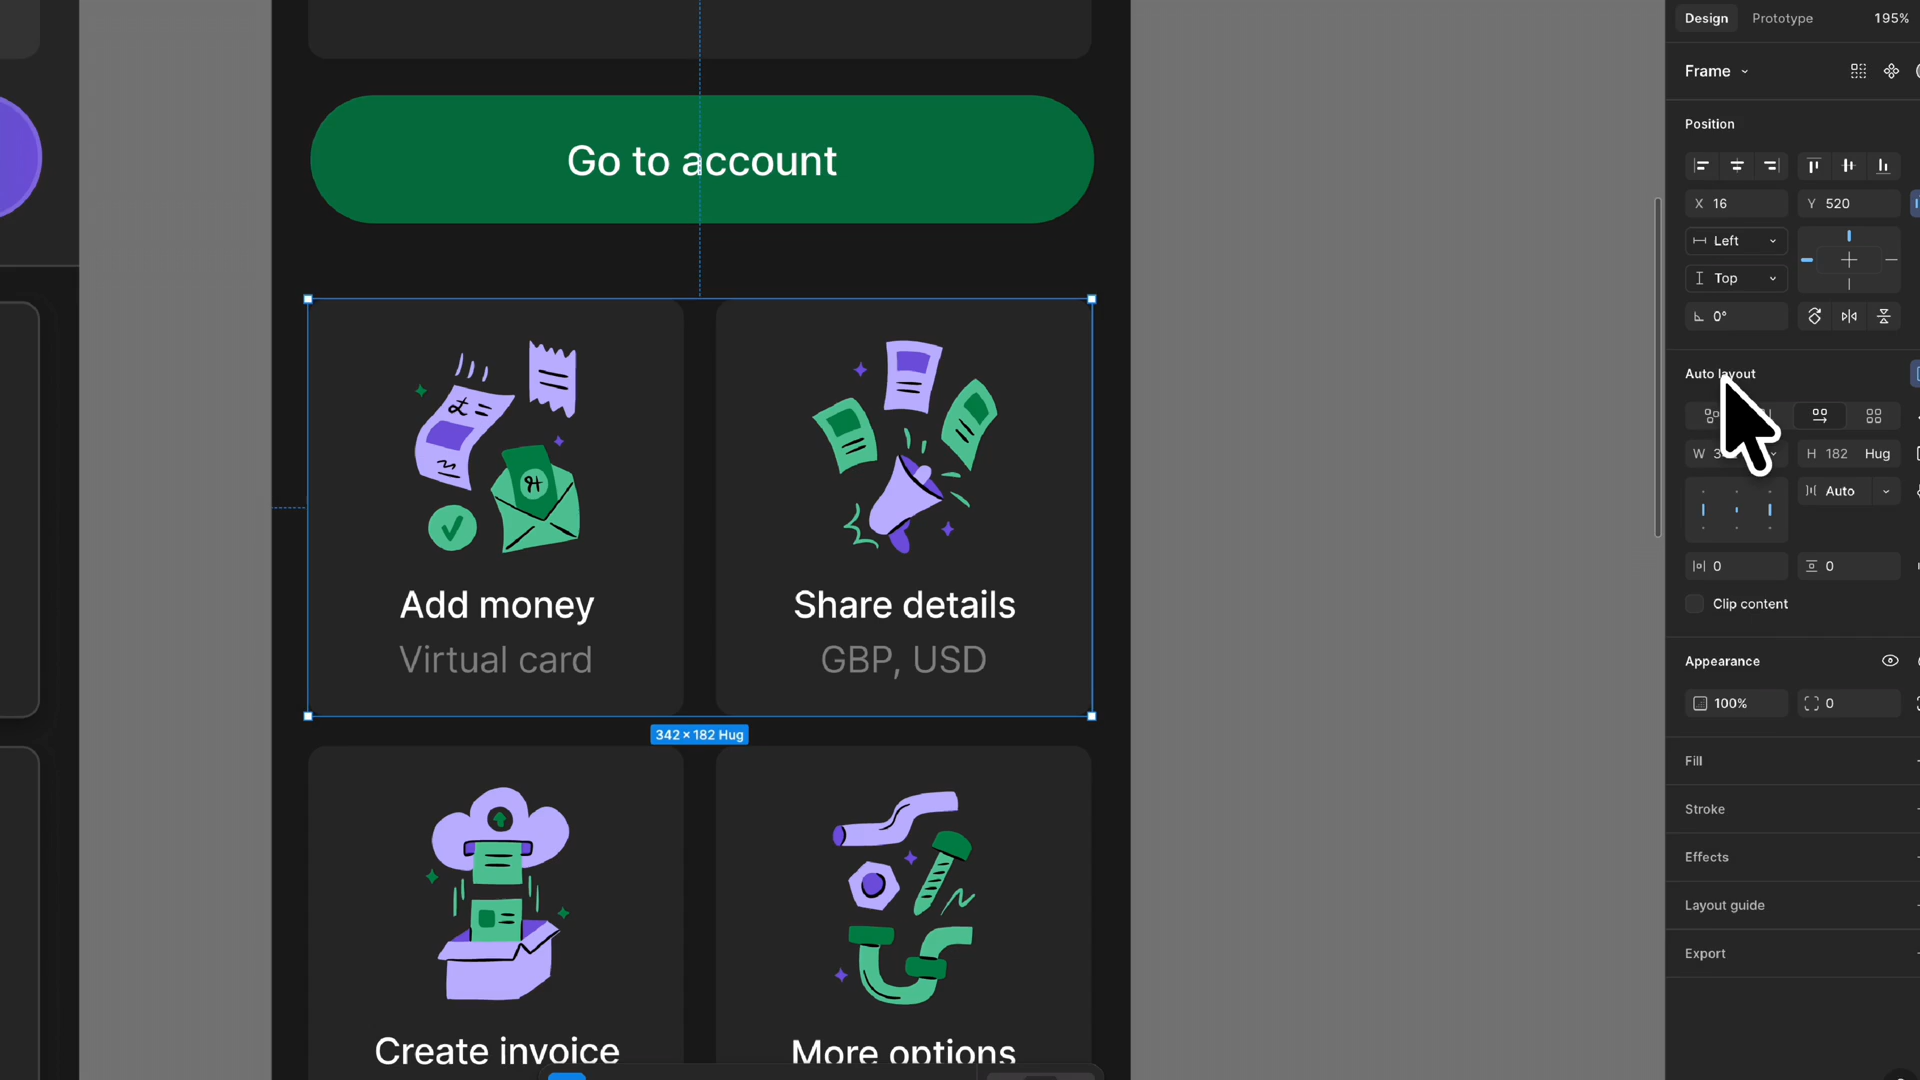 Design Prototype 195%
Frame
Position
X 16 Y 520
Left
Top
0°
Auto layout
W 3 H 182 Hug
Auto
0 0
Clip content
Appearance
100% 0
Fill
Stroke
Effects
Layout guide
Export
Go to account
Add money
Virtual card
Share details
GBP, USD
342 × 182 Hug
Create invoice
More options